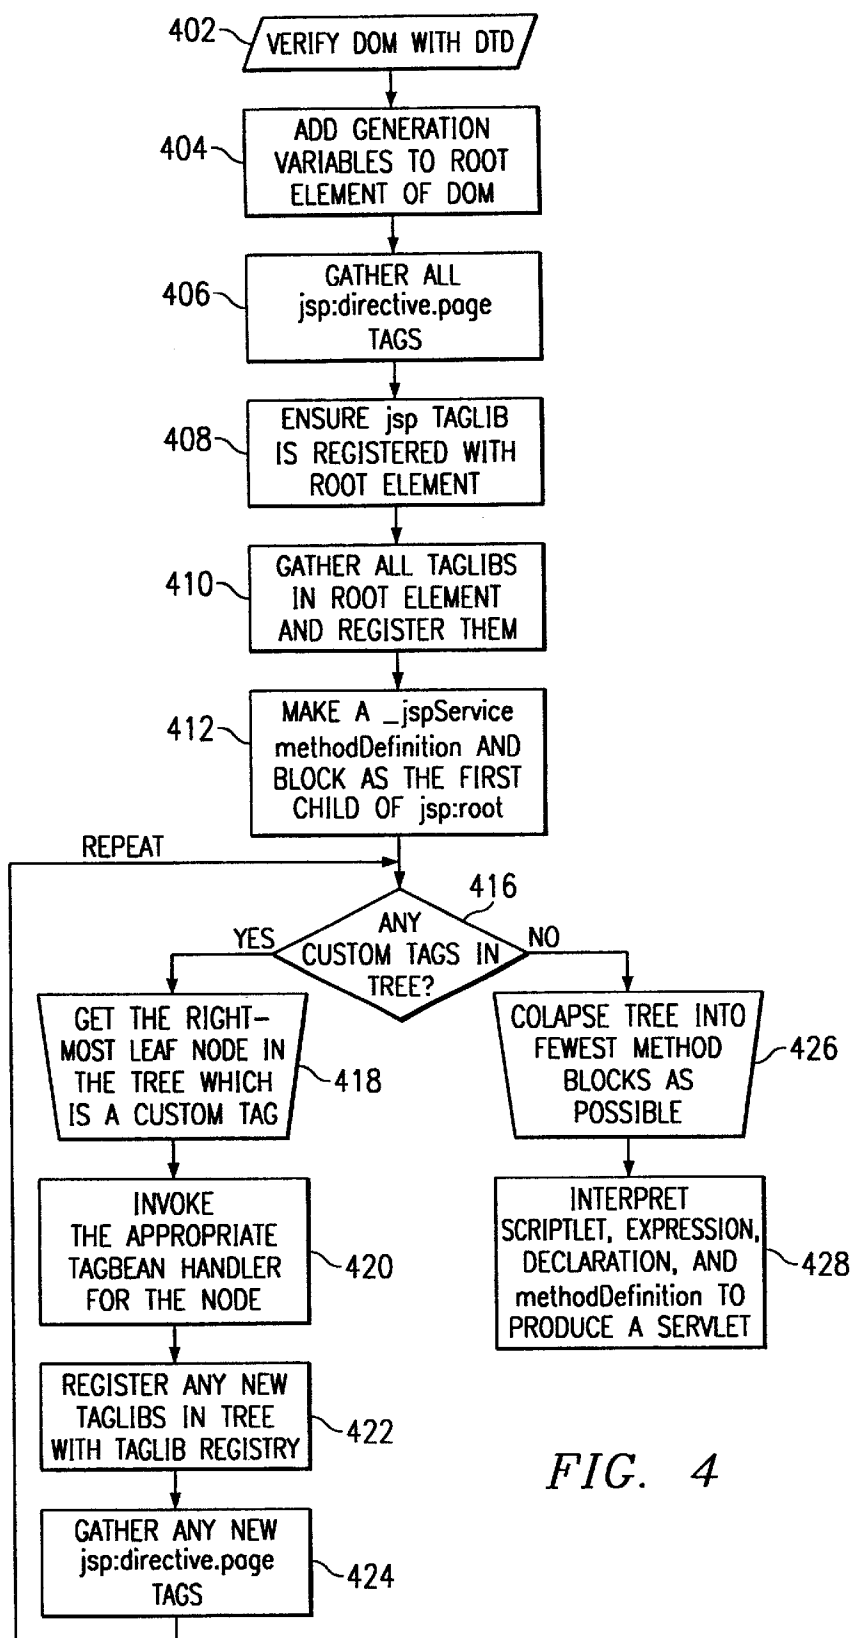 402
VERIFY DOM WITH DTD
404
ADD GENERATION
VARIABLES TO ROOT
ELEMENT OF DOM
406
GATHER ALL
jsp:directive.page
TAGS
408
ENSURE jsp TAGLIB
IS REGISTERED WITH
ROOT ELEMENT
410
GATHER ALL TAGLIBS
IN ROOT ELEMENT
AND REGISTER THEM
412
MAKE A _jspService
methodDefinition AND
BLOCK AS THE FIRST
CHILD OF jsp:root
REPEAT
416
ANY
CUSTOM TAGS IN
TREE?
YES
NO
GET THE RIGHT-
MOST LEAF NODE IN
THE TREE WHICH
IS A CUSTOM TAG
418
INVOKE
THE APPROPRIATE
TAGBEAN HANDLER
FOR THE NODE
420
REGISTER ANY NEW
TAGLIBS IN TREE
WITH TAGLIB REGISTRY
422
GATHER ANY NEW
jsp:directive.page
TAGS
424
COLAPSE TREE INTO
FEWEST METHOD
BLOCKS AS
POSSIBLE
426
INTERPRET
SCRIPTLET, EXPRESSION,
DECLARATION, AND
methodDefinition TO
PRODUCE A SERVLET
428
FIG. 4